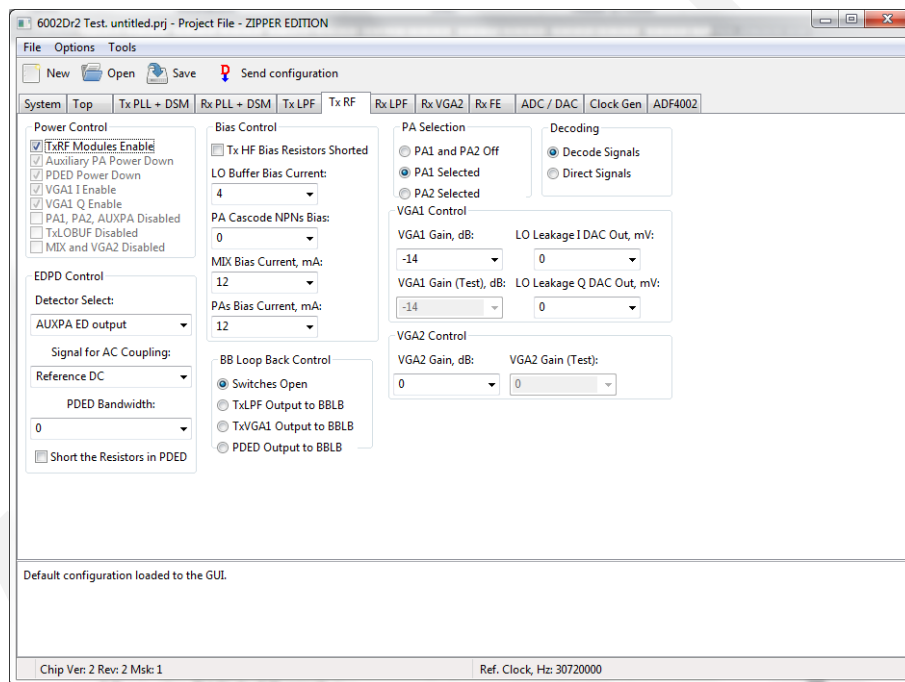 6002Dr2 Test. untitled.prj - Project File - ZIPPER EDITION
File Options Tools
New Open Save Send configuration
System Top Tx PLL + DSM Rx PLL + DSM Tx LPF Tx RF Rx LPF Rx VGA2 Rx FE ADC / DAC Clock Gen ADF4002
Power Control
TxRF Modules Enable
Auxiliary PA Power Down
PDED Power Down
VGA1 I Enable
VGA1 Q Enable
PA1, PA2, AUXPA Disabled
TxLOBUF Disabled
MIX and VGA2 Disabled
EDPD Control
Detector Select:
AUXPA ED output
Signal for AC Coupling:
Reference DC
PDED Bandwidth:
0
Short the Resistors in PDED
Bias Control
Tx HF Bias Resistors Shorted
LO Buffer Bias Current:
4
PA Cascode NPNs Bias:
0
MIX Bias Current, mA:
12
PAs Bias Current, mA:
12
BB Loop Back Control
Switches Open
TxLPF Output to BBLB
TxVGA1 Output to BBLB
PDED Output to BBLB
PA Selection
PA1 and PA2 Off
PA1 Selected
PA2 Selected
Decoding
Decode Signals
Direct Signals
VGA1 Control
VGA1 Gain, dB: LO Leakage I DAC Out, mV:
-14 0
VGA1 Gain (Test), dB: LO Leakage Q DAC Out, mV:
-14 0
VGA2 Control
VGA2 Gain, dB: VGA2 Gain (Test):
0 0
Default configuration loaded to the GUI.
Chip Ver: 2 Rev: 2 Msk: 1 Ref. Clock, Hz: 30720000